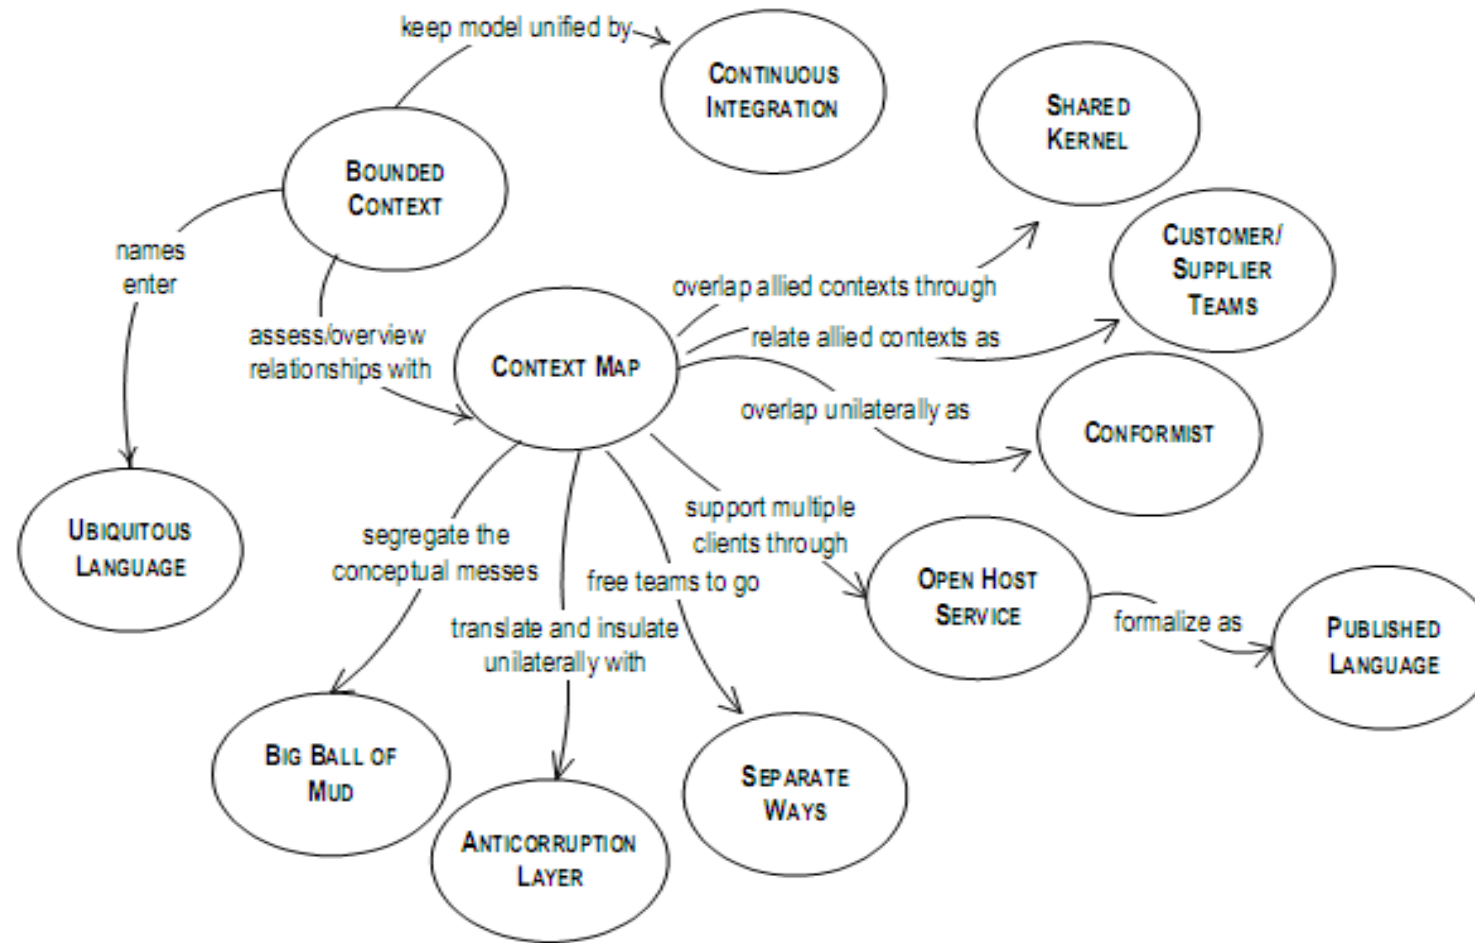 keep model unified by
CONTINUOUS
INTEGRATION
SHARED
KERNEL
BOUNDED
CONTEXT
names
enter
CUSTOMER/
SUPPLIER
TEAMS
overlap allied contexts through
assess/overview
relationships with
relate allied contexts as
CONTEXT MAP
overlap unilaterally as
CONFORMIST
UBIQUITOUS
LANGUAGE
segregate the
conceptual messes
support multiple
clients through
free teams to go
OPEN HOST
SERVICE
formalize as
PUBLISHED
LANGUAGE
translate and insulate
unilaterally with
BIG BALL OF
MUD
SEPARATE
WAYS
ANTICORRUPTION
LAYER